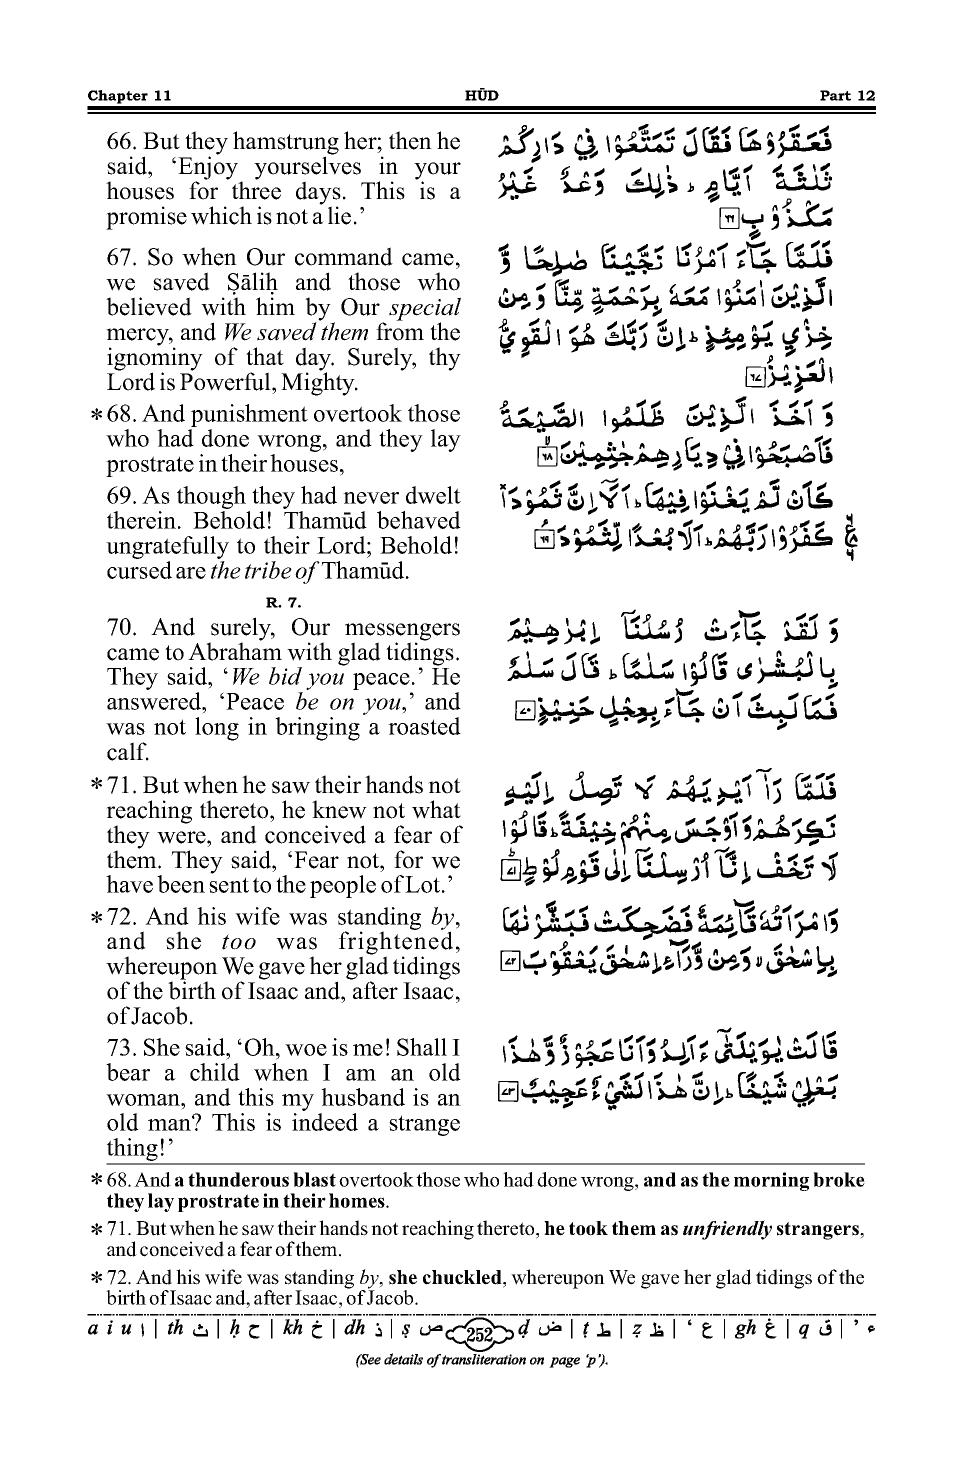 Chapter 11 HŪD Part 12
66. But they hamstrung her; then he
said, ‘Enjoy yourselves in your
houses for three days. This is a
promise which is not a lie.’
فَعَقَرُوْهَا فَقَالَ تَمَتَّعُوْا فِيْ دَارِكُمْ
ثَلٰثَةَ اَيَّامٍ ؕ ذٰلِكَ وَعْدٌ غَيْرُ
مَكْذُوْبٍ ۶۶
67. So when Our command came,
we saved Ṣāliḥ and those who
believed with him by Our special
mercy, and We saved them from the
ignominy of that day. Surely, thy
Lord is Powerful, Mighty.
فَلَمَّا جَآءَ اَمْرُنَا نَجَّيْنَا صٰلِحًا وَّ
الَّذِيْنَ اٰمَنُوْا مَعَهٗ بِرَحْمَةٍ مِّنَّا وَ مِنْ
خِزْيِ يَوْمِئِذٍ ؕ اِنَّ رَبَّكَ هُوَ الْقَوِيُّ
الْعَزِيْزُ ۶۷
*68. And punishment overtook those
who had done wrong, and they lay
prostrate in their houses,
وَ اَخَذَ الَّذِيْنَ ظَلَمُوا الصَّيْحَةُ
فَاَصْبَحُوْا فِيْ دِيَارِهِمْ جٰثِمِيْنَ ۶۸
69. As though they had never dwelt
therein. Behold! Thamūd behaved
ungratefully to their Lord; Behold!
cursed are the tribe of Thamūd.
كَاَنْ لَّمْ يَغْنَوْا فِيْهَا ؕ اَلَاۤ اِنَّ ثَمُوْدَا۠
كَفَرُوْا رَبَّهُمْ ؕ اَلَا بُعْدًا لِّثَمُوْدَ ۶۹
R. 7.
70. And surely, Our messengers
came to Abraham with glad tidings.
They said, ‘We bid you peace.’ He
answered, ‘Peace be on you,’ and
was not long in bringing a roasted
calf.
وَ لَقَدْ جَآءَتْ رُسُلُنَاۤ اِبْرٰهِيْمَ
بِالْبُشْرٰى قَالُوْا سَلٰمًا ؕ قَالَ سَلٰمٌ
فَمَا لَبِثَ اَنْ جَآءَ بِعِجْلٍ حَنِيْذٍ ۷۰
*71. But when he saw their hands not
reaching thereto, he knew not what
they were, and conceived a fear of
them. They said, ‘Fear not, for we
have been sent to the people of Lot.’
فَلَمَّا رَاٰۤ اَيْدِيَهُمْ لَا تَصِلُ اِلَيْهِ
نَكِرَهُمْ وَاَوْجَسَ مِنْهُمْ خِيْفَةً ؕ قَالُوْا
لَا تَخَفْ اِنَّاۤ اُرْسِلْنَاۤ اِلٰى قَوْمِ لُوْطٍ ۷۱
*72. And his wife was standing by,
and she too was frightened,
whereupon We gave her glad tidings
of the birth of Isaac and, after Isaac,
of Jacob.
وَامْرَاَتُهٗ قَآئِمَةٌ فَضَحِكَتْ فَبَشَّرْنٰهَا
بِاِسْحٰقَ ۙ وَمِنْ وَّرَآءِ اِسْحٰقَ يَعْقُوْبَ ۷۲
73. She said, ‘Oh, woe is me! Shall I
bear a child when I am an old
woman, and this my husband is an
old man? This is indeed a strange
thing!’
قَالَتْ يٰوَيْلَتٰۤى ءَاَلِدُ وَاَنَا عَجُوْزٌ وَّهٰذَا
بَعْلِيْ شَيْخًا ؕ اِنَّ هٰذَا لَشَيْءٌ عَجِيْبٌ ۷۳
*68. And a thunderous blast overtook those who had done wrong, and as the morning broke
they lay prostrate in their homes.
*71. But when he saw their hands not reaching thereto, he took them as unfriendly strangers,
and conceived a fear of them.
*72. And his wife was standing by, she chuckled, whereupon We gave her glad tidings of the
birth of Isaac and, after Isaac, of Jacob.
a i u ا | th ث | ḥ ح | kh خ | dh ذ | ṣ ص 252 ḍ ض | ṭ ط | ẓ ظ | ‘ ع | gh غ | q ق | ’ ء
(See details of transliteration on page ‘p’).